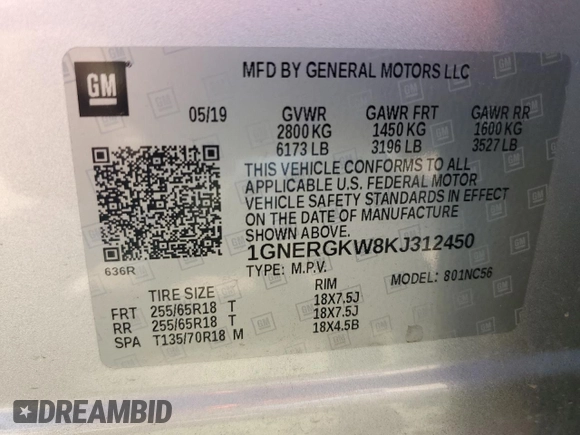 GM
MFD BY GENERAL MOTORS LLC
05/19 GVWR GAWR FRT GAWR RR
2800 KG 1450 KG 1600 KG
6173 LB 3196 LB 3527 LB
THIS VEHICLE CONFORMS TO ALL
APPLICABLE U.S. FEDERAL MOTOR
VEHICLE SAFETY STANDARDS IN EFFECT
ON THE DATE OF MANUFACTURE
SHOWN ABOVE.
1GNERGKW8KJ312450
636R
TYPE: M.P.V. MODEL: 801NC56
TIRE SIZE RIM
FRT 255/65R18 T 18X7.5J
RR 255/65R18 T 18X7.5J
SPA T135/70R18 M 18X4.5B
DREAMBID